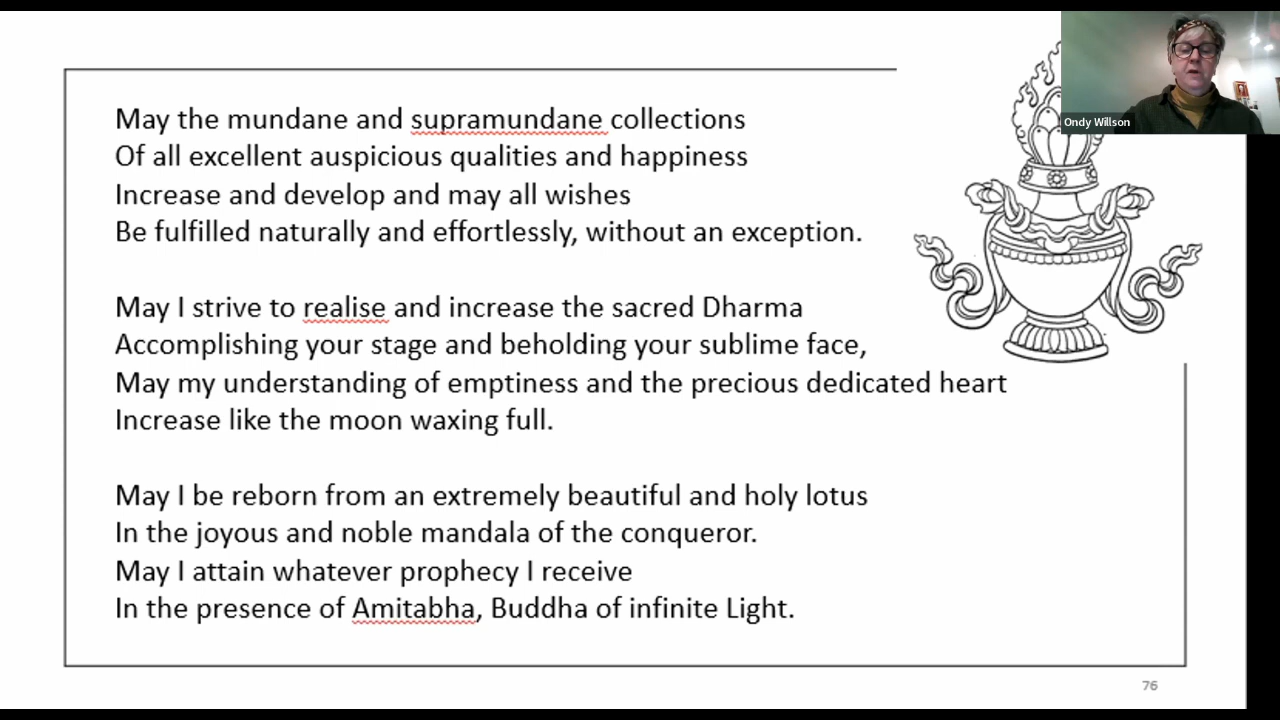 May the mundane and supramundane collections
Of all excellent auspicious qualities and happiness
Increase and develop and may all wishes
Be fulfilled naturally and effortlessly, without an exception.
May I strive to realise and increase the sacred Dharma
Accomplishing your stage and beholding your sublime face,
May my understanding of emptiness and the precious dedicated heart
Increase like the moon waxing full.
May I be reborn from an extremely beautiful and holy lotus
In the joyous and noble mandala of the conqueror.
May I attain whatever prophecy I receive
In the presence of Amitabha, Buddha of infinite Light.
76
Ondy Willson